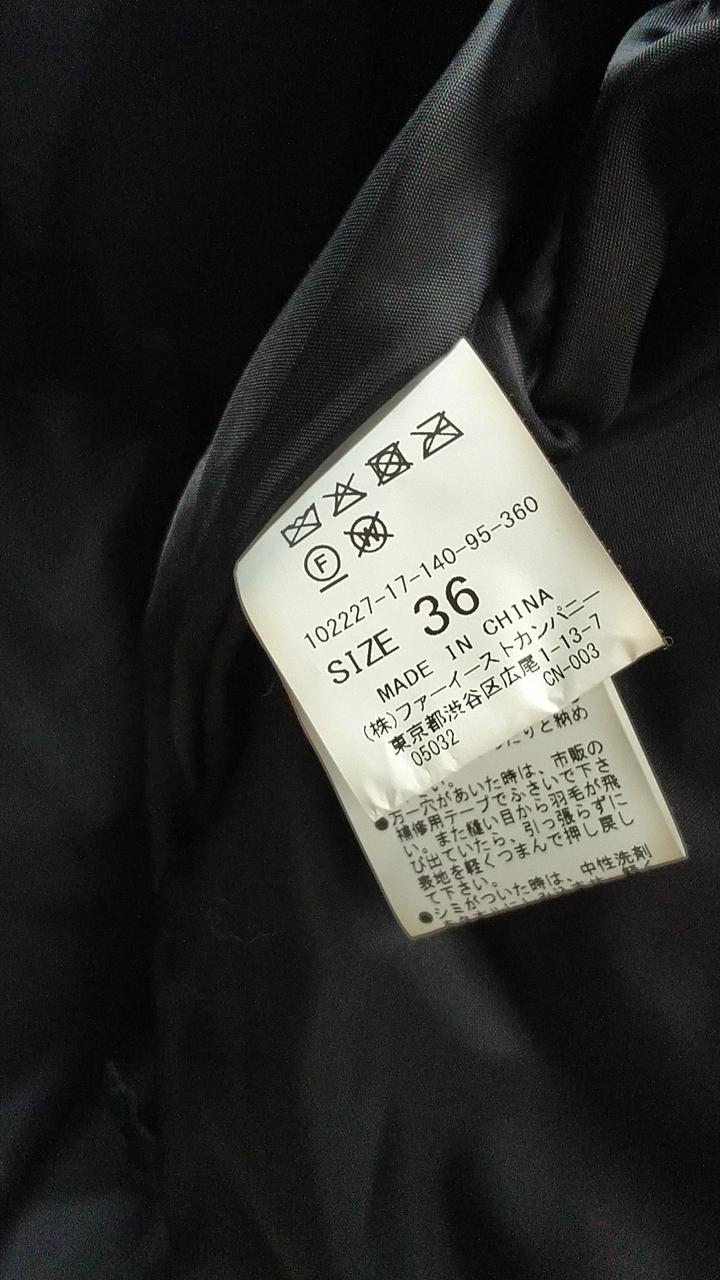 F
W
102227-17-140-95-360
SIZE 36
MADE IN CHINA
(株)ファーイーストカンパニー
東京都渋谷区広尾1-13-7
05032 CN-003
たりと納め
い。
●万一穴があいた時は、市販の
補修用テープでふさいで下さ
い。また縫い目から羽毛が飛
び出ていたら、引っ張らずに
表地を軽くつまんで押し戻し
て下さい。
●シミがついた時は、中性洗剤